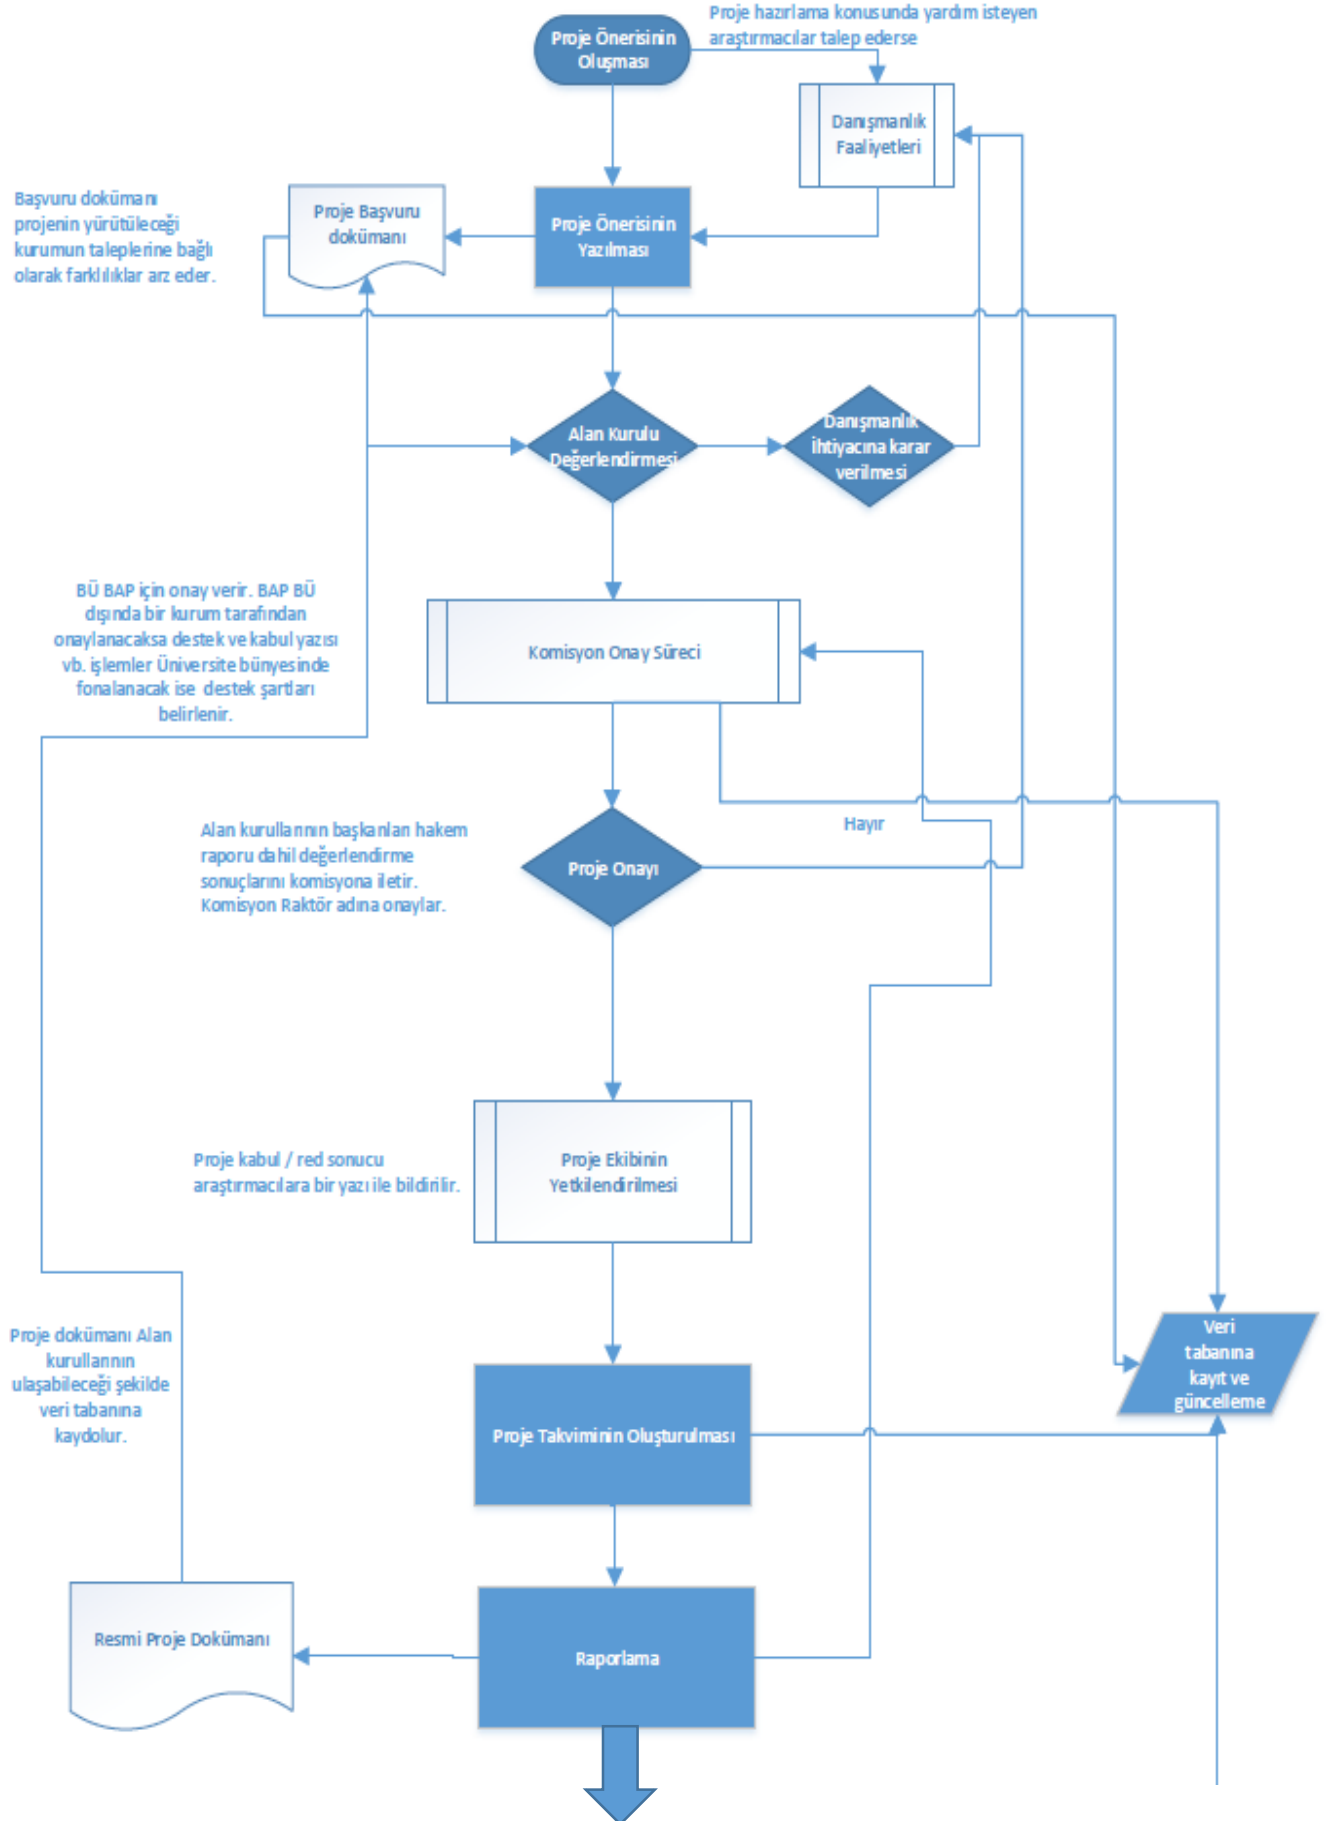 Proje hazırlama konusunda yardım isteyen
araştırmacılar talep ederse
Proje Önerisinin
Oluşması
Danışmanlık
Faaliyetleri
Başvuru dokümanı
projenin yürütüleceği
kurumun taleplerine bağlı
olarak farklılıklar arz eder.
Proje Başvuru
dokümanı
Proje Önerisinin
Yazılması
Alan Kurulu
Değerlendirmesi
Danışmanlık
ihtiyacına karar
verilmesi
BÜ BAP için onay verir. BAP BÜ
dışında bir kurum tarafından
onaylanacaksa destek ve kabul yazısı
vb. işlemler Üniversite bünyesinde
fonalanacak ise destek şartları
belirlenir.
Komisyon Onay Süreci
Hayır
Alan kurullarının başkanları hakem
raporu dahil değerlendirme
sonuçlarını komisyona iletir.
Komisyon Raktör adına onaylar.
Proje Onayı
Proje kabul / red sonucu
araştırmacılara bir yazı ile bildirilir.
Proje Ekibinin
Yetkilendirilmesi
Proje dokümanı Alan
kurullarının
ulaşabileceği şekilde
veri tabanına
kaydolur.
Veri
tabanına
kayıt ve
güncelleme
Proje Takviminin Oluşturulması
Resmi Proje Dokümanı
Raporlama